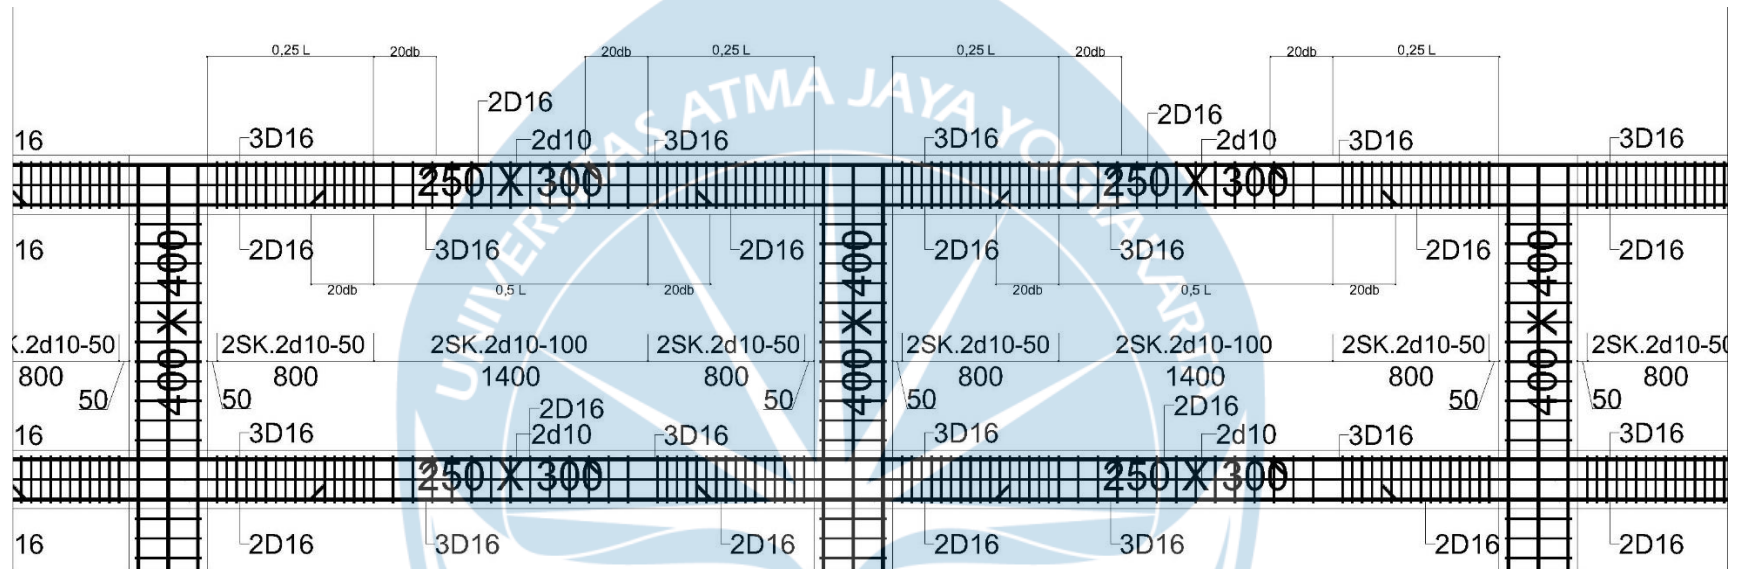 0,25 L 20db 20db 0,25 L 0,25 L 20db 20db 0,25 L
UNIVERSITAS ATMA JAYA YOGYAKARTA
2D16 2D16
16 3D16 2d10 3D16 3D16 2d10 3D16 3D16
250 X 300 250 X 300
16 2D16 3D16 2D16 2D16 3D16 2D16 2D16
400 X 400 400 X 400 400 X 400
20db 0,5 L 20db 20db 0,5 L 20db
.2d10-50 2SK.2d10-50 2SK.2d10-100 2SK.2d10-50 2SK.2d10-50 2SK.2d10-100 2SK.2d10-50 2SK.2d10-50
800 800 1400 800 800 1400 800 800
50 50 50 50 50 50
2D16 2D16
16 3D16 2d10 3D16 3D16 2d10 3D16 3D16
250 X 300 250 X 300
16 2D16 3D16 2D16 2D16 3D16 2D16 2D16